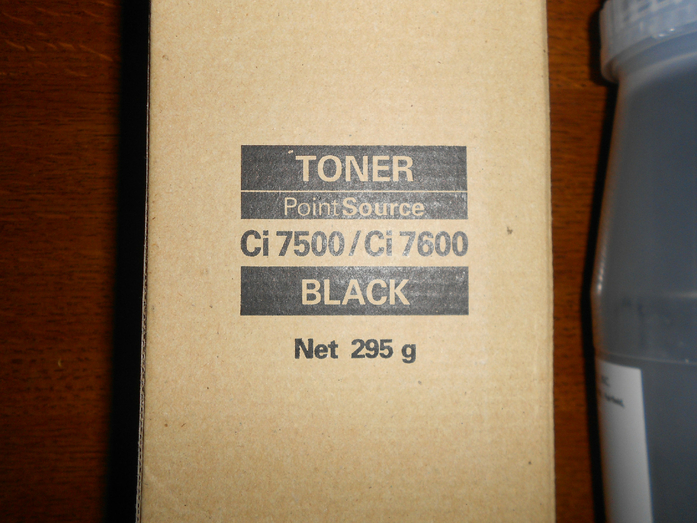 TONER
PointSource
Ci 7500 / Ci 7600
BLACK
Net 295 g